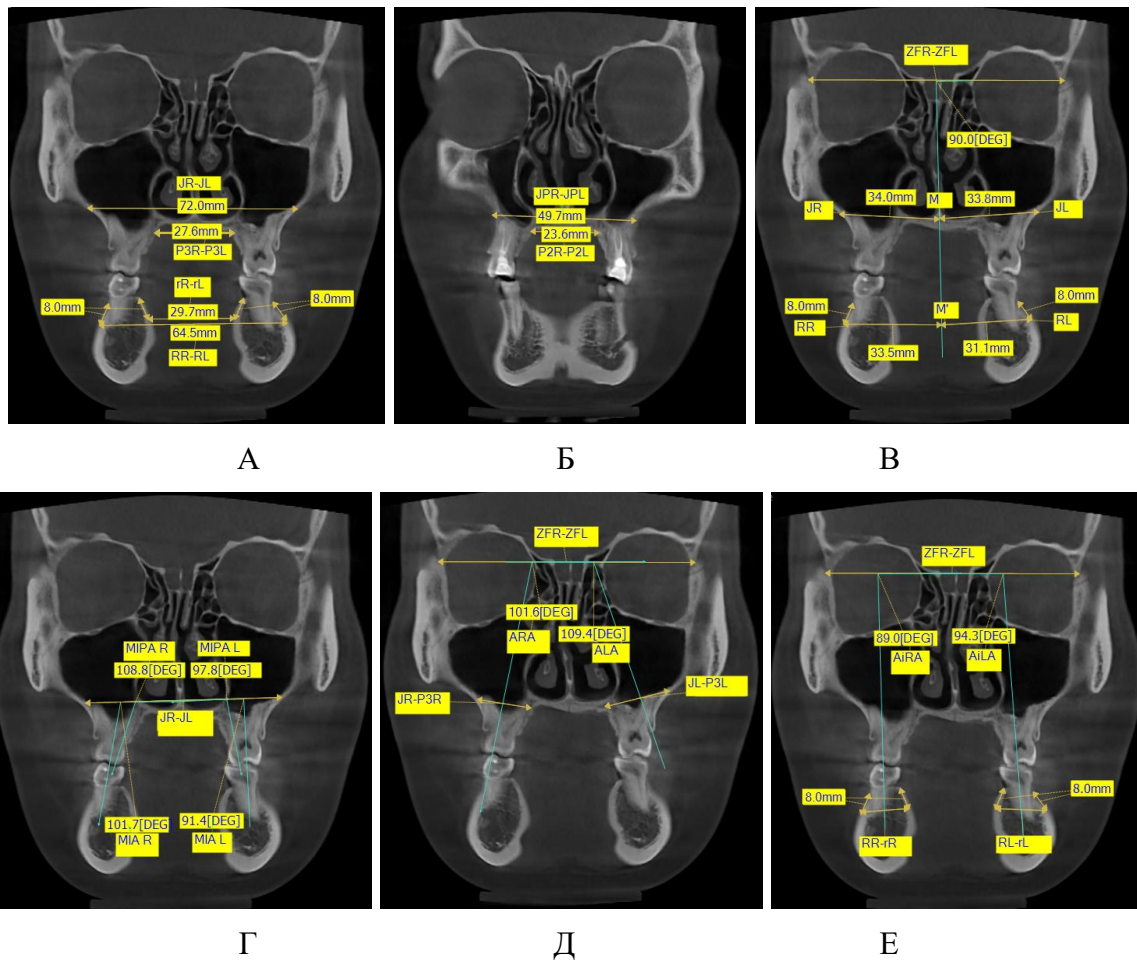 JR-JL
72.0mm
27.6mm
P3R-P3L
rR-rL
8.0mm
8.0mm
29.7mm
64.5mm
RR-RL
А
JPR-JPL
49.7mm
23.6mm
P2R-P2L
Б
ZFR-ZFL
90.0[DEG]
34.0mm
M
33.8mm
JR
JL
8.0mm
8.0mm
RR
M'
RL
33.5mm
31.1mm
В
MIPA R
MIPA L
108.8[DEG]
97.8[DEG]
JR-JL
101.7[DEG
91.4[DEG]
MIA R
MIA L
Г
ZFR-ZFL
101.6[DEG]
ARA
109.4[DEG]
ALA
JR-P3R
JL-P3L
Д
ZFR-ZFL
89.0[DEG]
94.3[DEG]
AiRA
AiLA
8.0mm
8.0mm
RR-rR
RL-rL
Е